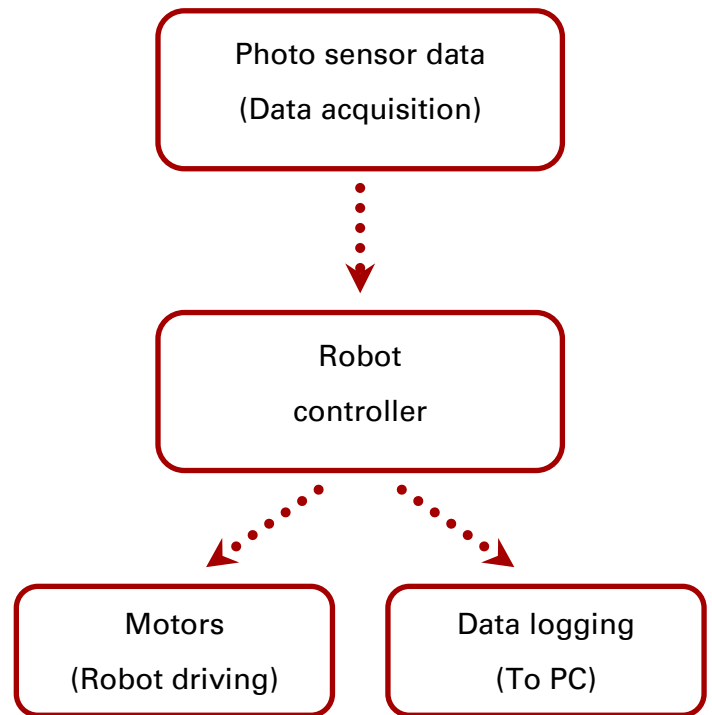 Photo sensor data
(Data acquisition)
Robot
controller
Motors
(Robot driving)
Data logging
(To PC)